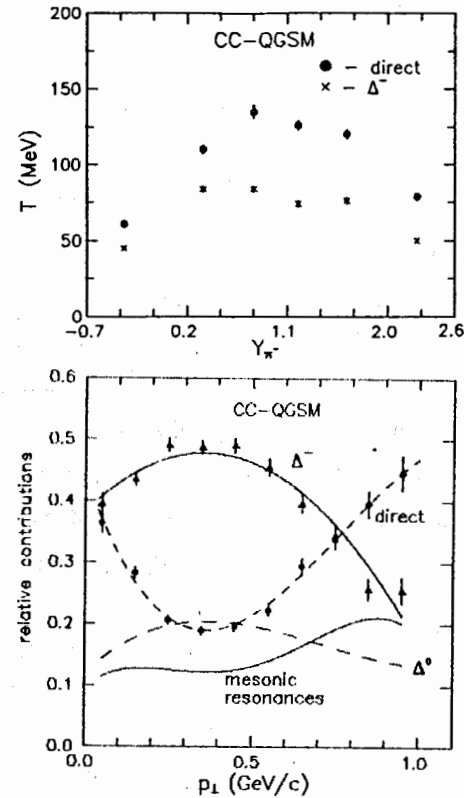 200
CC-QGSM
● – direct
× – Δ⁻
150
T (MeV)
100
50
0
-0.7 0.2 1.1 2.0 2.6
Y_π⁻
0.6
CC-QGSM
0.5
Δ⁻
0.4
direct
relative contributions
0.3
0.2
Δ⁰
mesonic
resonances
0.1
0.0
0.0 0.5 1.0
p⊥ (GeV/c)